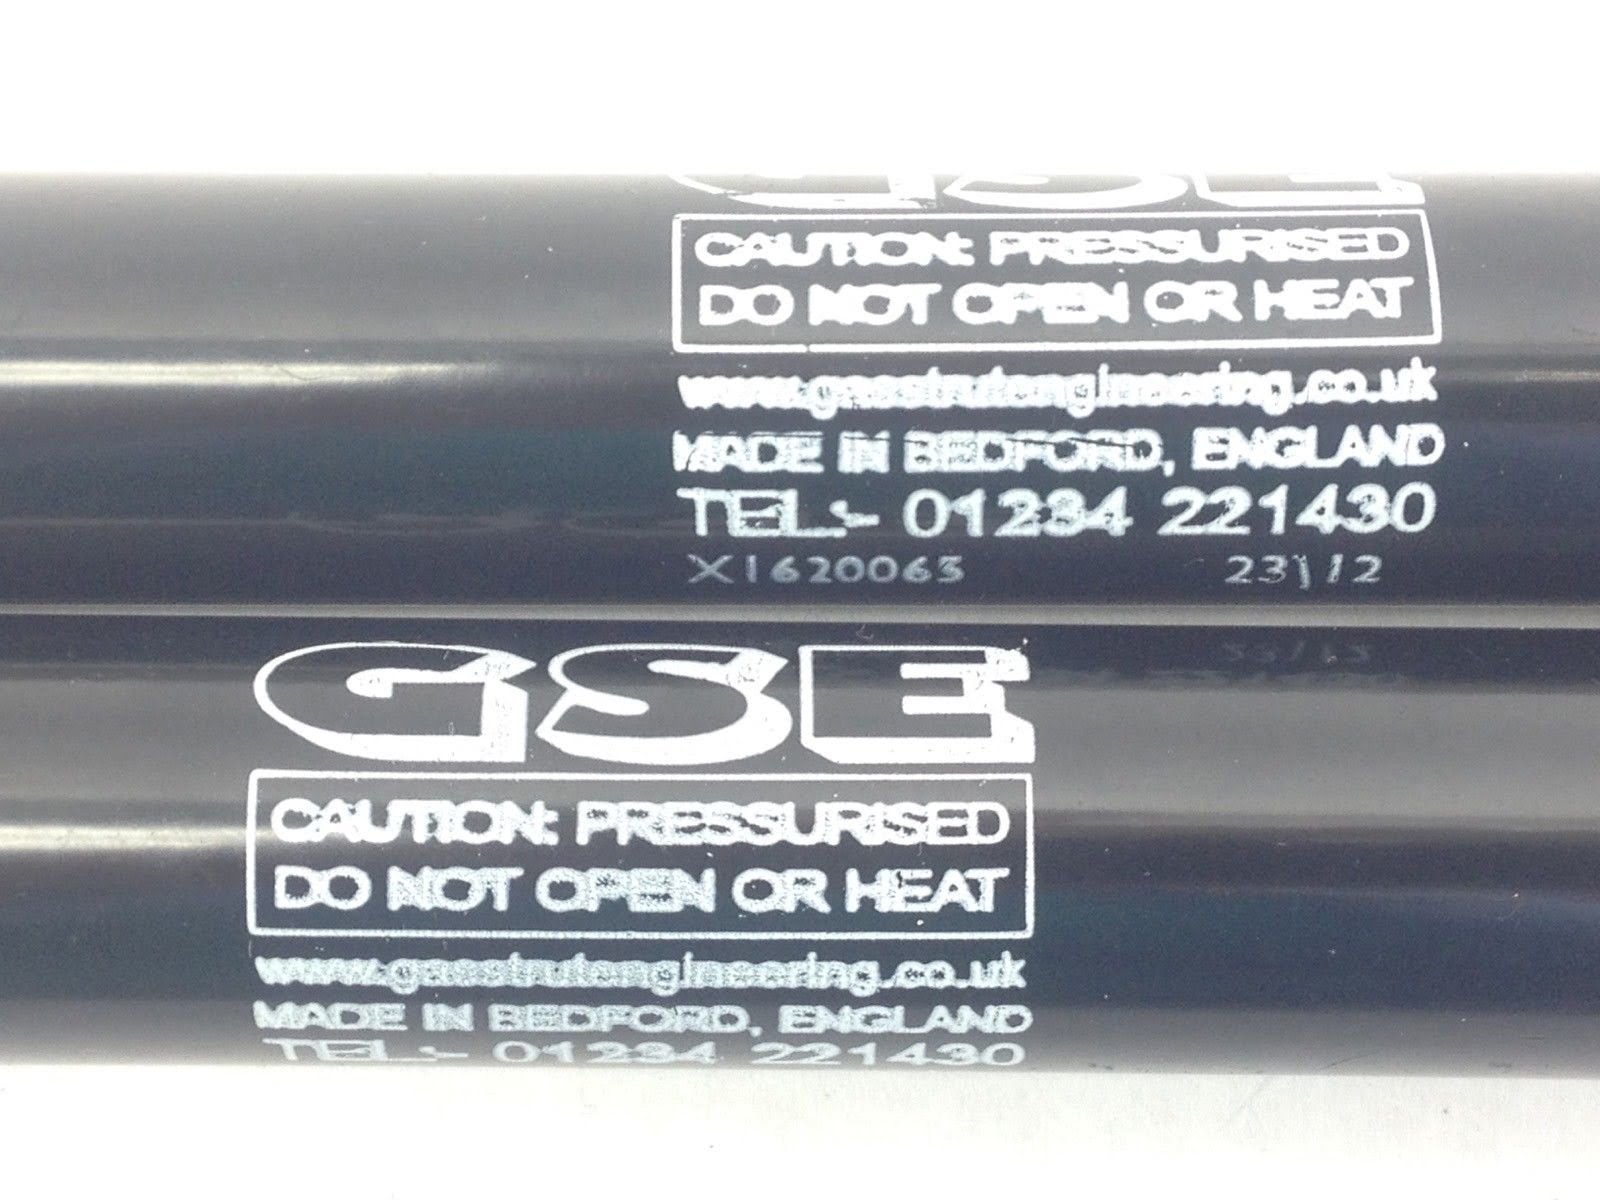 GSE
CAUTION: PRESSURISED
DO NOT OPEN OR HEAT
www.gasstrutengineering.co.uk
MADE IN BEDFORD, ENGLAND
TEL:- 01234 221430
X1620063 23/12
GSE
CAUTION: PRESSURISED
DO NOT OPEN OR HEAT
www.gasstrutengineering.co.uk
MADE IN BEDFORD, ENGLAND
TEL:- 01234 221430